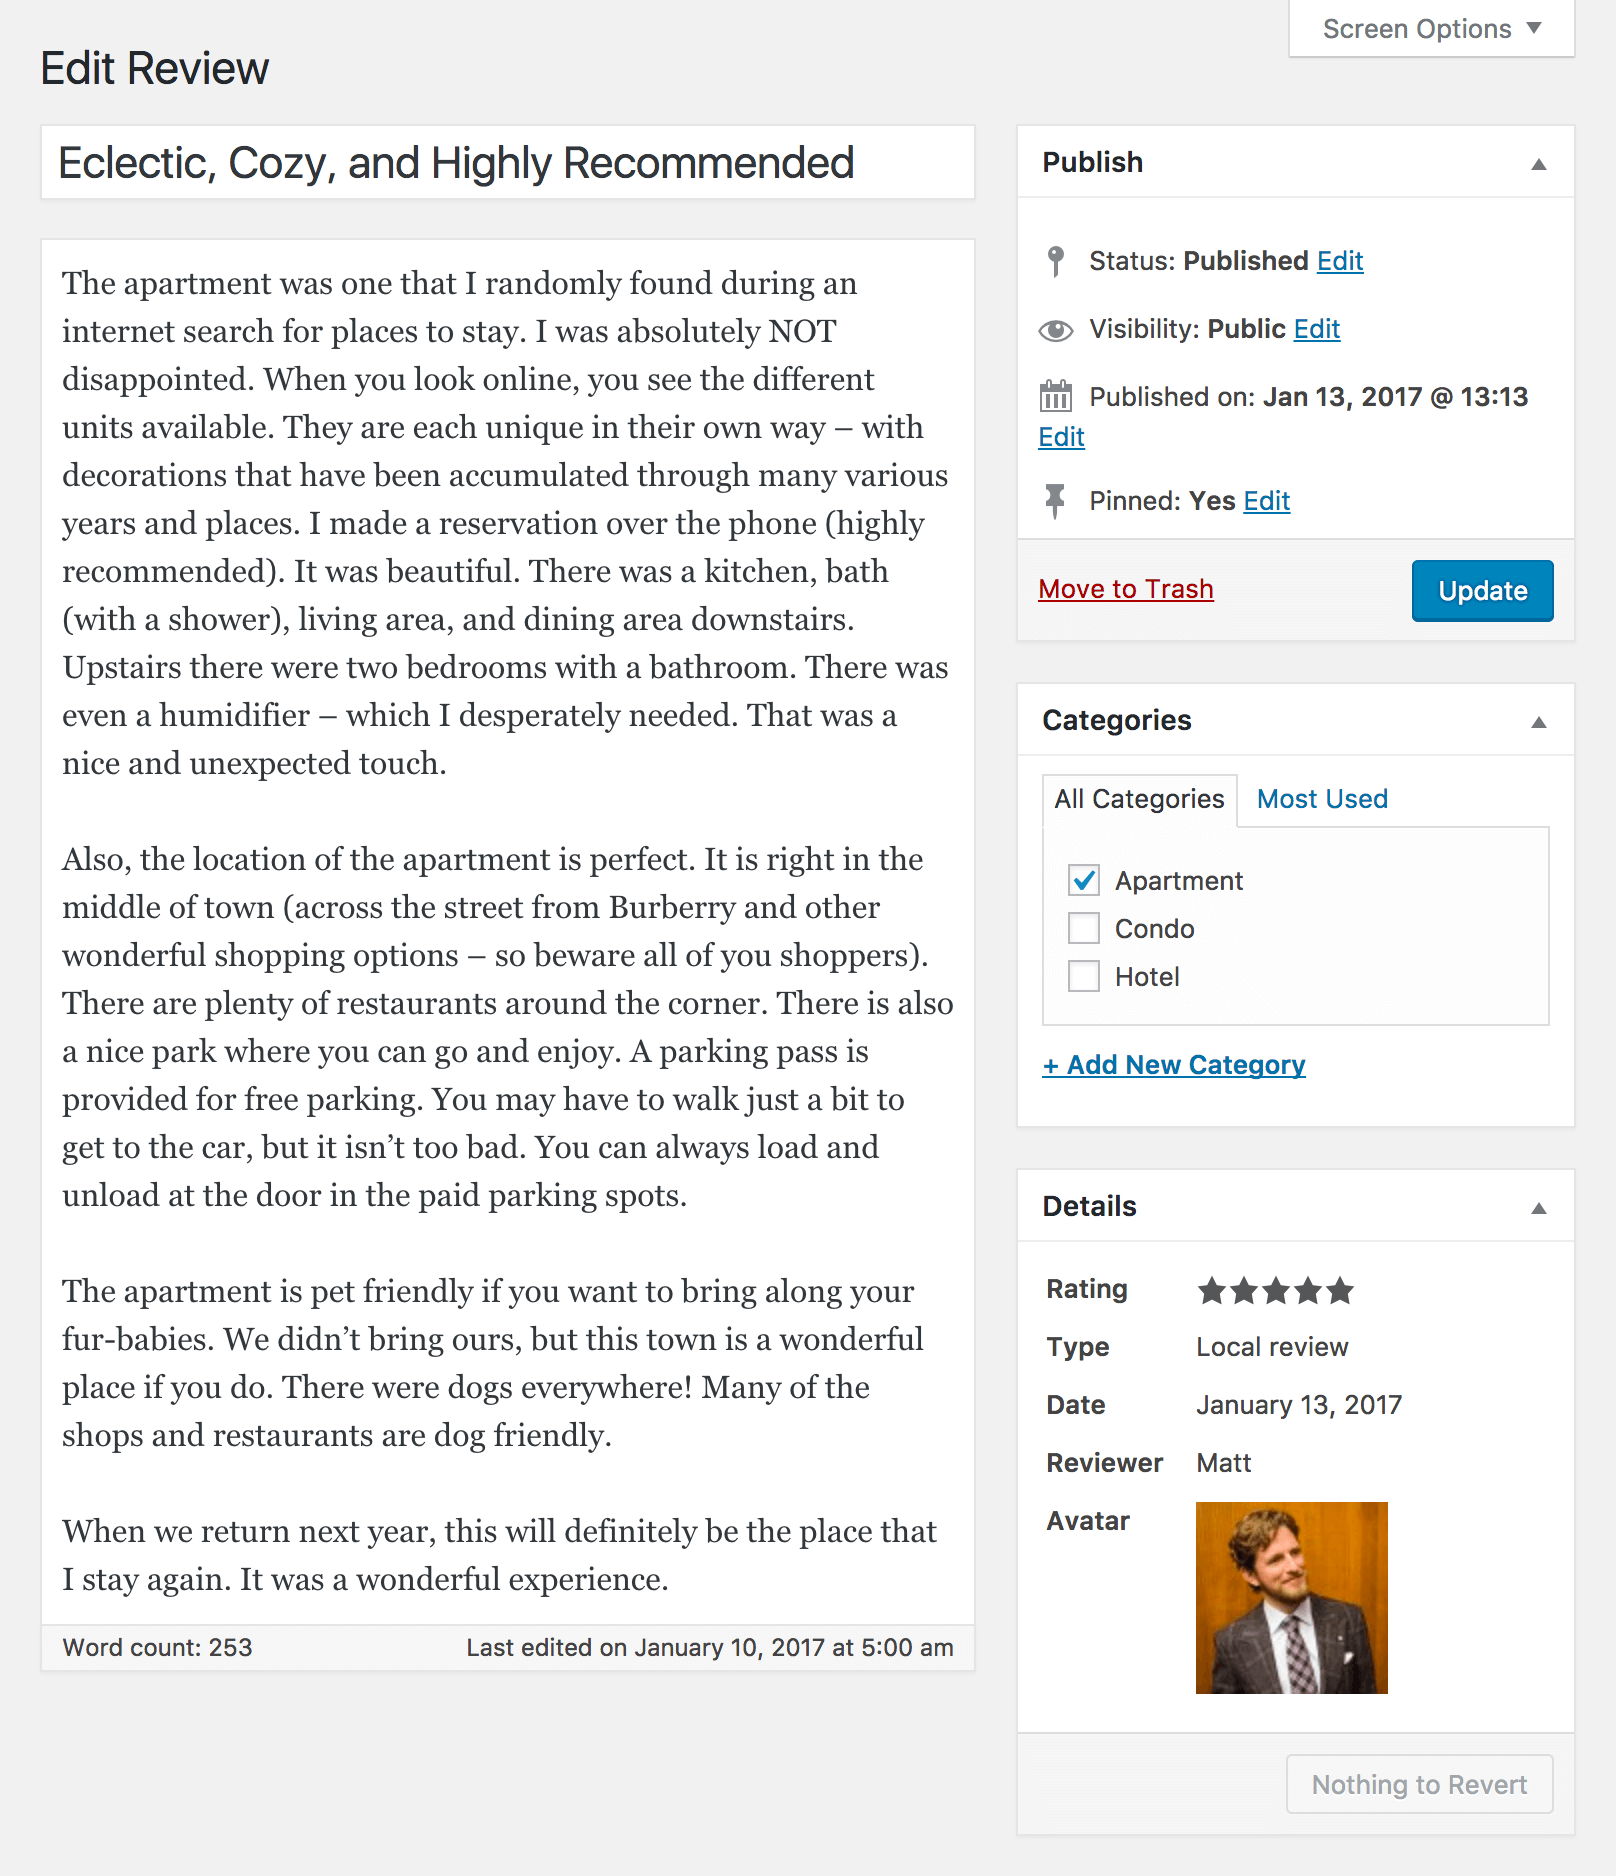 Screen Options
Edit Review
Eclectic, Cozy, and Highly Recommended
The apartment was one that I randomly found during an
internet search for places to stay. I was absolutely NOT
disappointed. When you look online, you see the different
units available. They are each unique in their own way – with
decorations that have been accumulated through many various
years and places. I made a reservation over the phone (highly
recommended). It was beautiful. There was a kitchen, bath
(with a shower), living area, and dining area downstairs.
Upstairs there were two bedrooms with a bathroom. There was
even a humidifier – which I desperately needed. That was a
nice and unexpected touch.
Also, the location of the apartment is perfect. It is right in the
middle of town (across the street from Burberry and other
wonderful shopping options – so beware all of you shoppers).
There are plenty of restaurants around the corner. There is also
a nice park where you can go and enjoy. A parking pass is
provided for free parking. You may have to walk just a bit to
get to the car, but it isn’t too bad. You can always load and
unload at the door in the paid parking spots.
The apartment is pet friendly if you want to bring along your
fur-babies. We didn’t bring ours, but this town is a wonderful
place if you do. There were dogs everywhere! Many of the
shops and restaurants are dog friendly.
When we return next year, this will definitely be the place that
I stay again. It was a wonderful experience.
Word count: 253
Last edited on January 10, 2017 at 5:00 am
Publish
Status: Published Edit
Visibility: Public Edit
Published on: Jan 13, 2017 @ 13:13
Edit
Pinned: Yes Edit
Move to Trash
Update
Categories
All Categories
Most Used
Apartment
Condo
Hotel
+ Add New Category
Details
Rating
Type Local review
Date January 13, 2017
Reviewer Matt
Avatar
Nothing to Revert